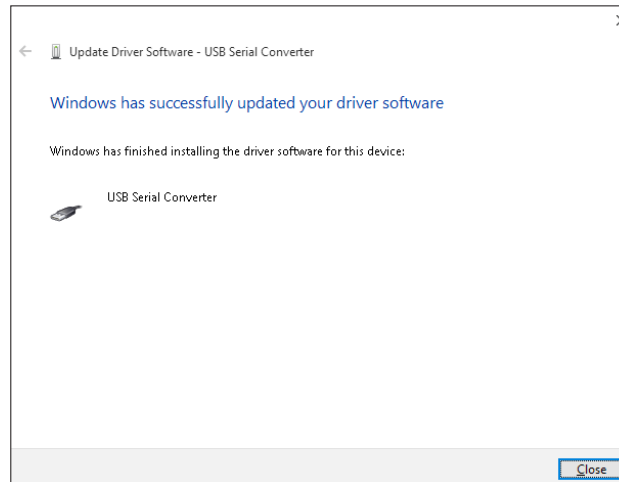 Update Driver Software - USB Serial Converter
Windows has successfully updated your driver software
Windows has finished installing the driver software for this device:
USB Serial Converter
Close